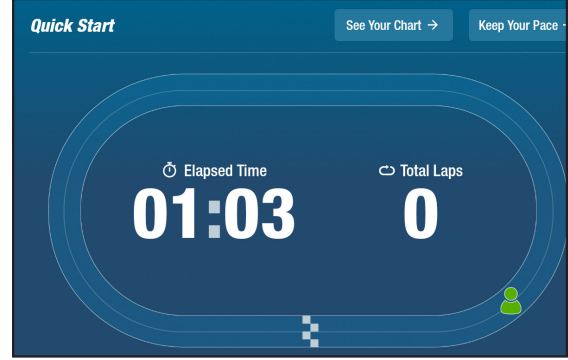 Quick Start
See Your Chart →
Keep Your Pace
Elapsed Time
Total Laps
01:03
0